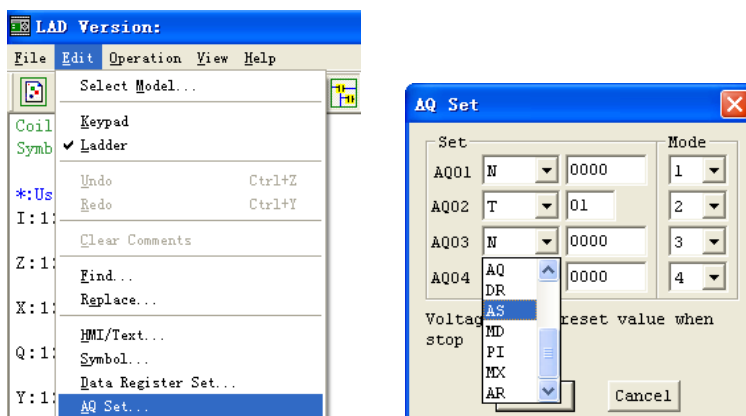 LAD Version:
File Edit Operation View Help
Select Model...
Coil
Keypad
Symb
Ladder
Undo Ctrl+Z
*:Us
Redo Ctrl+Y
I:1
Clear Comments
Z:1
Find...
Replace...
X:1
HMI/Text...
Q:1
Symbol...
Data Register Set...
Y:1
AQ Set...
AQ Set
Set Mode
AQ01 N 0000 1
AQ02 T 01 2
AQ03 N 0000 3
AQ04 0000 4
AQ
DR
AS
MD
PI
MX
AR
Voltag reset value when
stop
Cancel